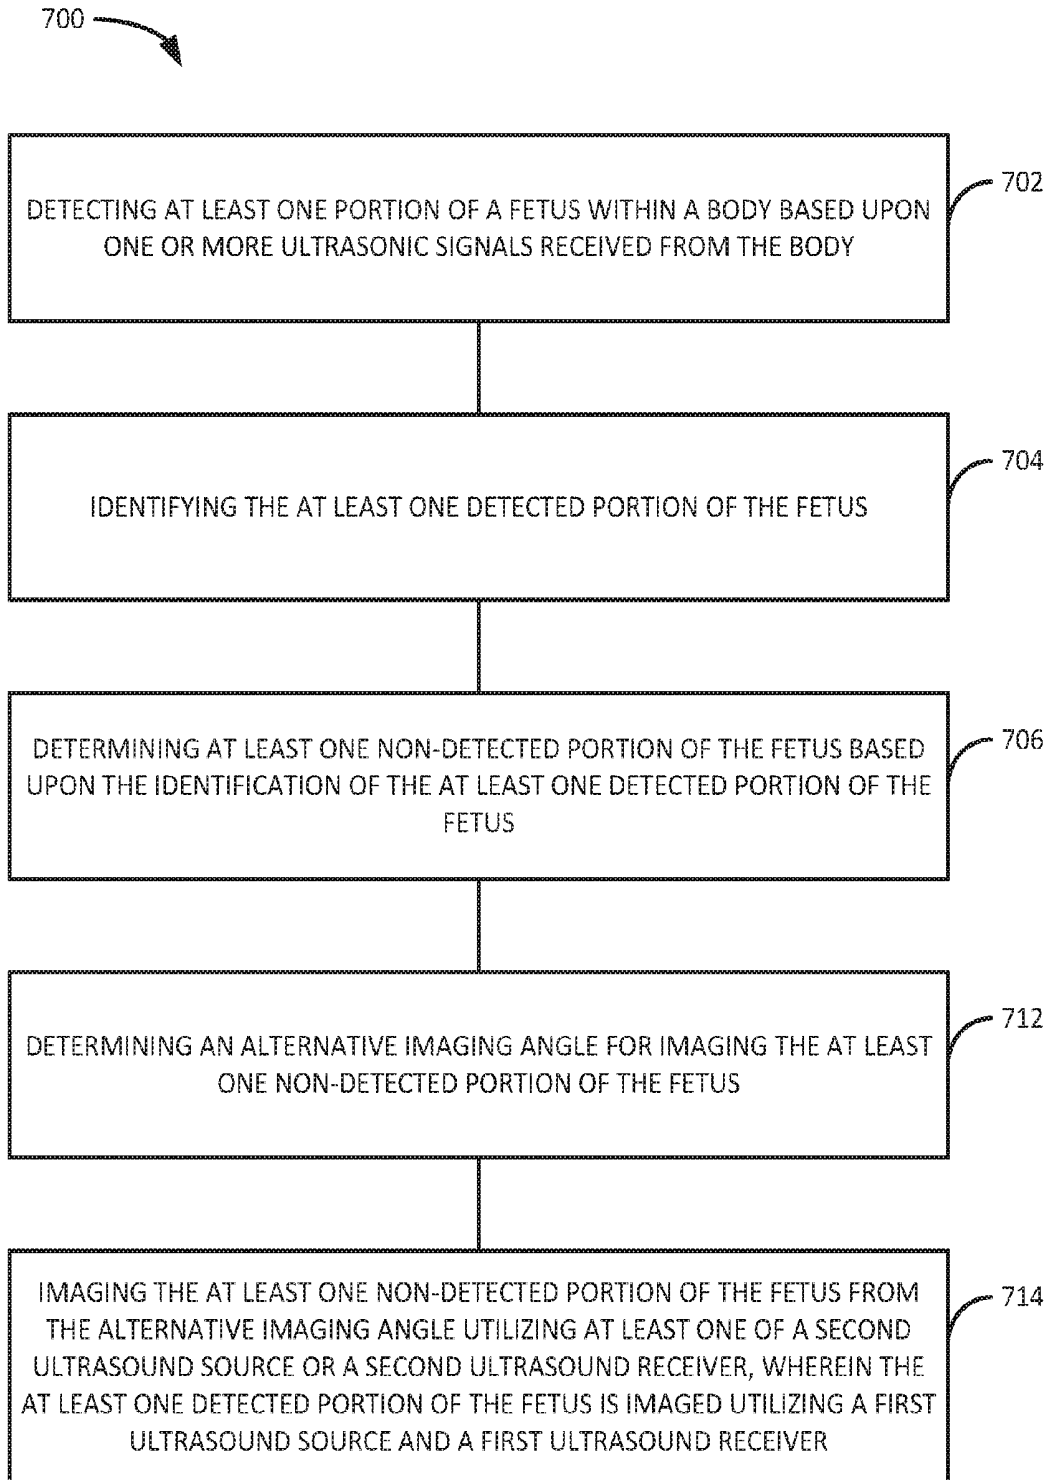 700
DETECTING AT LEAST ONE PORTION OF A FETUS WITHIN A BODY BASED UPON
ONE OR MORE ULTRASONIC SIGNALS RECEIVED FROM THE BODY
702
IDENTIFYING THE AT LEAST ONE DETECTED PORTION OF THE FETUS
704
DETERMINING AT LEAST ONE NON-DETECTED PORTION OF THE FETUS BASED
UPON THE IDENTIFICATION OF THE AT LEAST ONE DETECTED PORTION OF THE
FETUS
706
DETERMINING AN ALTERNATIVE IMAGING ANGLE FOR IMAGING THE AT LEAST
ONE NON-DETECTED PORTION OF THE FETUS
712
IMAGING THE AT LEAST ONE NON-DETECTED PORTION OF THE FETUS FROM
THE ALTERNATIVE IMAGING ANGLE UTILIZING AT LEAST ONE OF A SECOND
ULTRASOUND SOURCE OR A SECOND ULTRASOUND RECEIVER, WHEREIN THE
AT LEAST ONE DETECTED PORTION OF THE FETUS IS IMAGED UTILIZING A FIRST
ULTRASOUND SOURCE AND A FIRST ULTRASOUND RECEIVER
714